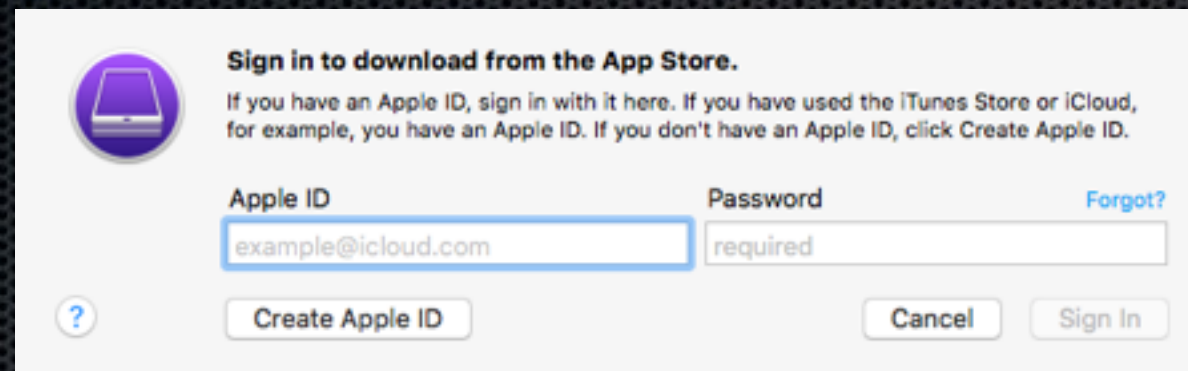 Sign in to download from the App Store.
If you have an Apple ID, sign in with it here. If you have used the iTunes Store or iCloud,
for example, you have an Apple ID. If you don't have an Apple ID, click Create Apple ID.
Apple ID
Password
Forgot?
example@icloud.com
required
?
Create Apple ID
Cancel
Sign In